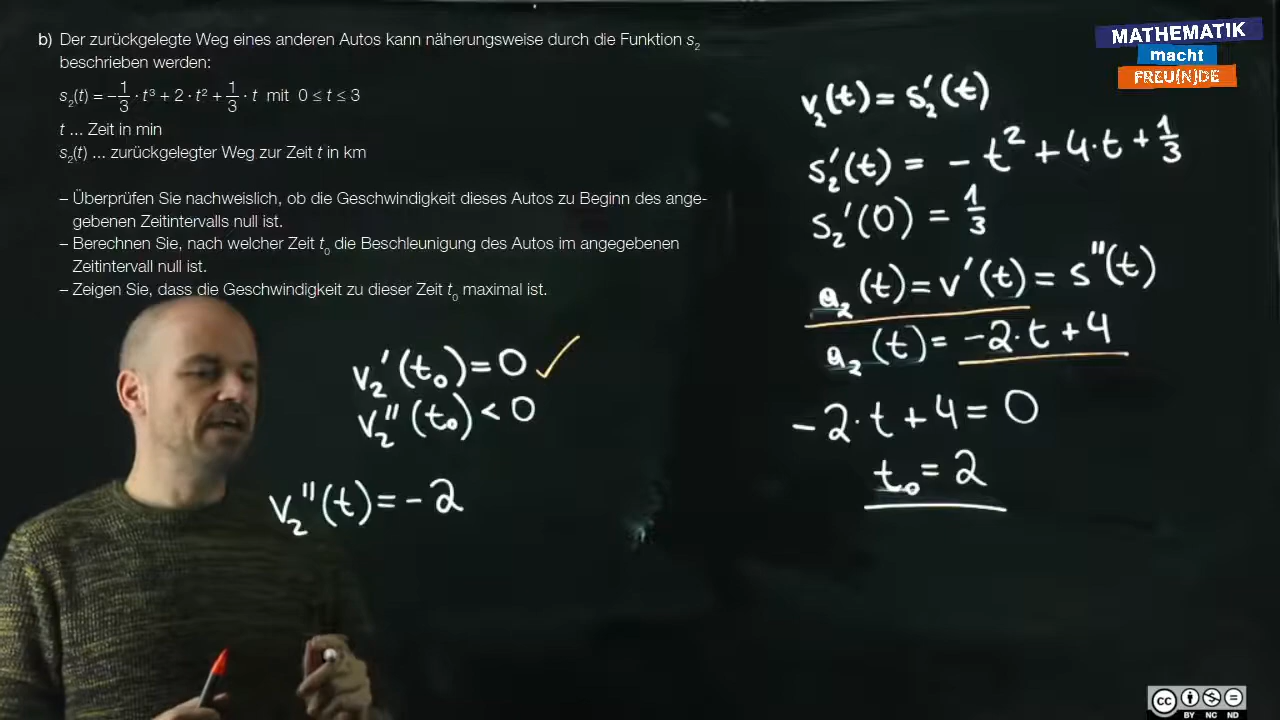 b) Der zurückgelegte Weg eines anderen Autos kann näherungsweise durch die Funktion s₂
beschrieben werden:
s₂(t) = −1/3 · t³ + 2 · t² + 1/3 · t mit 0 ≤ t ≤ 3
t ... Zeit in min
s₂(t) ... zurückgelegter Weg zur Zeit t in km
– Überprüfen Sie nachweislich, ob die Geschwindigkeit dieses Autos zu Beginn des ange-
gebenen Zeitintervalls null ist.
– Berechnen Sie, nach welcher Zeit t₀ die Beschleunigung des Autos im angegebenen
Zeitintervall null ist.
– Zeigen Sie, dass die Geschwindigkeit zu dieser Zeit t₀ maximal ist.
v₂'(t₀) = 0 ✓
v₂''(t₀) < 0
v₂''(t) = −2
MATHEMATIK
macht
FREU(N)DE
v₂(t) = s₂'(t)
s₂'(t) = − t² + 4·t + 1/3
s₂'(0) = 1/3
a₂(t) = v'(t) = s''(t)
a₂(t) = −2·t + 4
−2·t + 4 = 0
t₀ = 2
cc BY NC ND